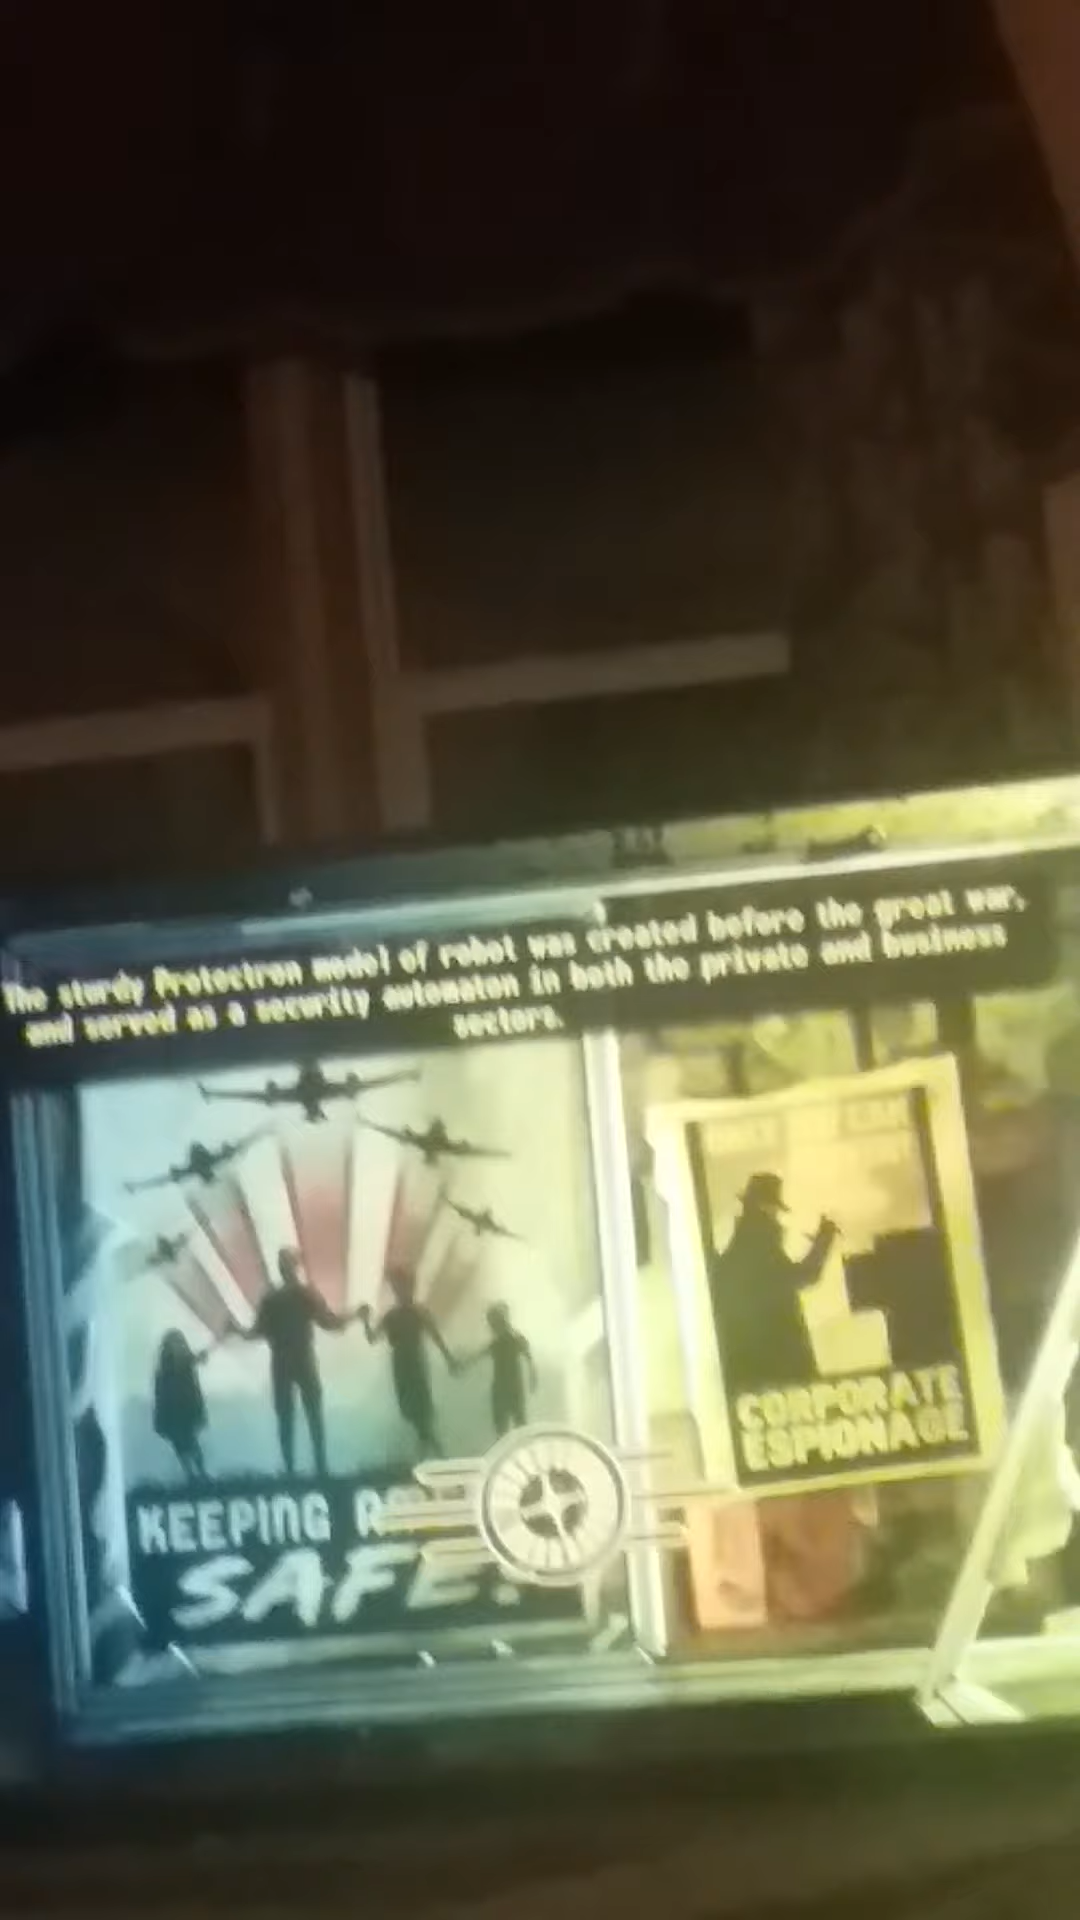 The sturdy Protectron model of robot was created before the great war,
and served as a security automaton in both the private and business
sectors.
KEEPING
SAFE!
CORPORATE
ESPIONAGE